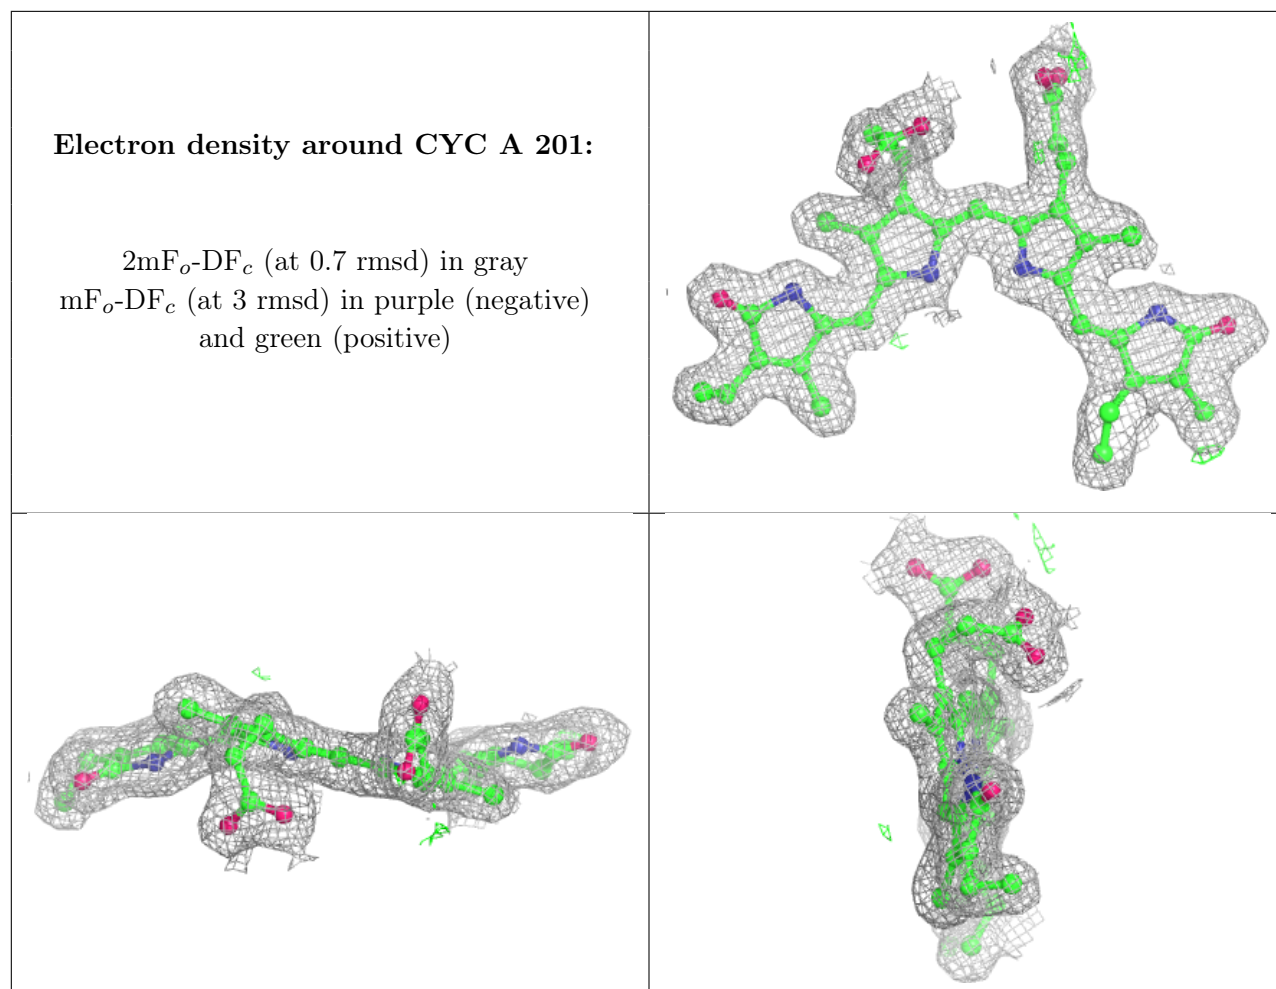 Electron density around CYC A 201:
2mFo-DFc (at 0.7 rmsd) in gray
mFo-DFc (at 3 rmsd) in purple (negative)
and green (positive)